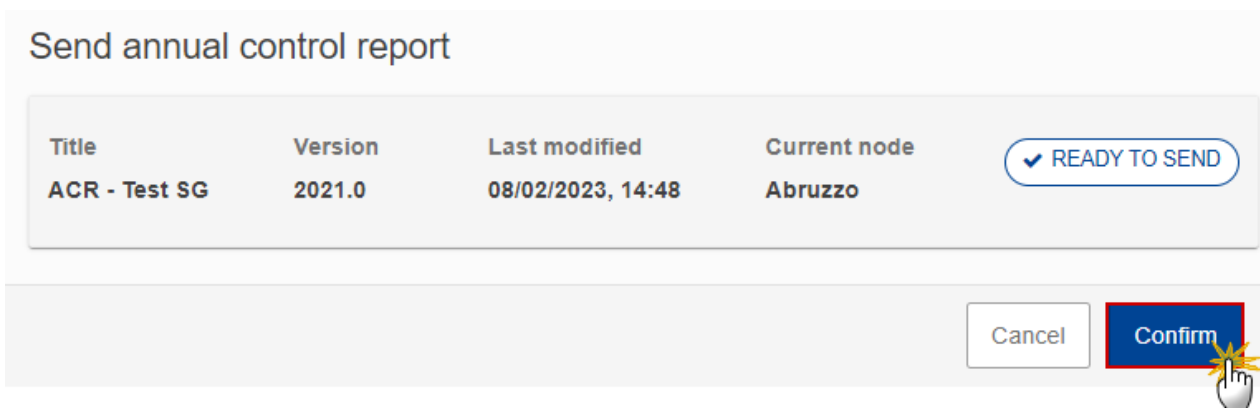 Send annual control report
Title Version Last modified Current node
READY TO SEND
ACR - Test SG 2021.0 08/02/2023, 14:48 Abruzzo
Cancel Confirm